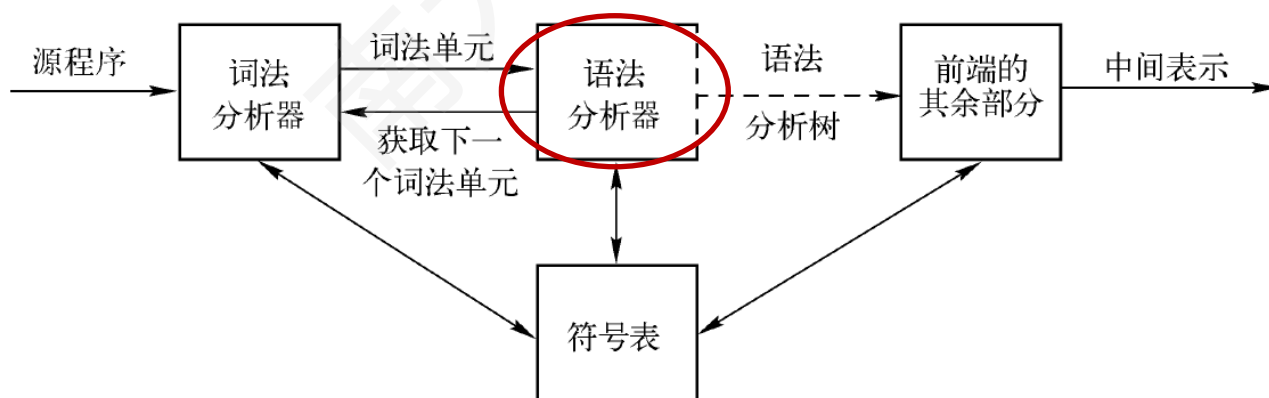 源程序
词法
分析器
词法单元
获取下一
个词法单元
语法
分析器
语法
分析树
前端的
其余部分
中间表示
符号表